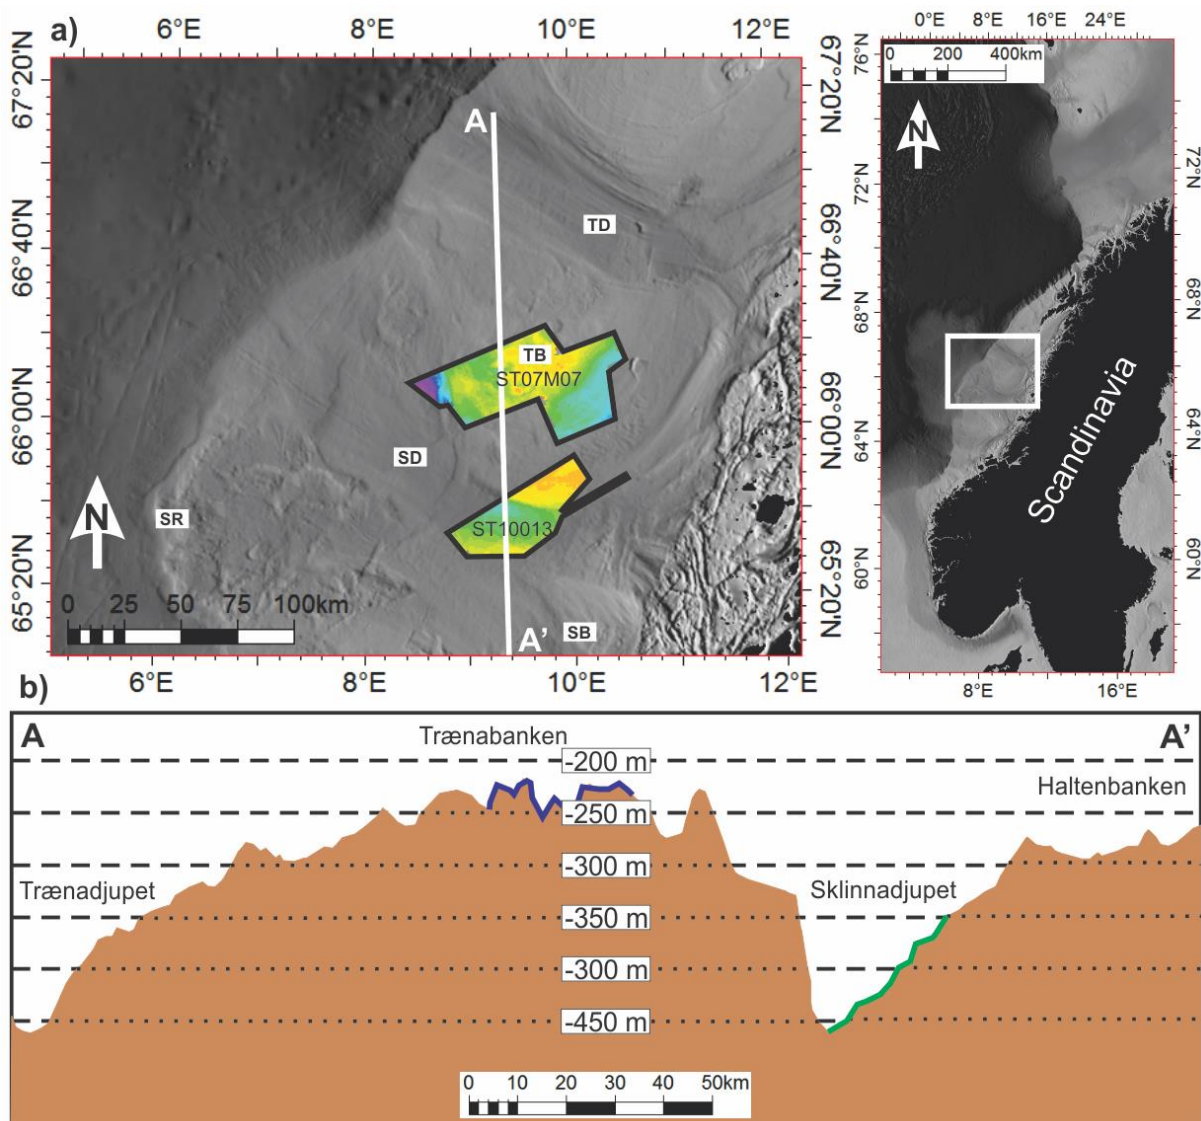 a)
6°E 8°E 10°E 12°E
67°20'N 66°40'N 66°00'N 65°20'N
A
TD
TB
ST07M07
SD
SR
ST10013
N
0 25 50 75 100km
SB
A'
67°20'N 66°40'N 66°00'N 65°20'N
6°E 8°E 10°E 12°E
0°E 8°E 16°E 24°E
0 200 400km
N
76°N 72°N 68°N 64°N 60°N
72°N 68°N 64°N 60°N
Scandinavia
8°E 16°E
b)
A A'
Trænabanken
-200 m
Haltenbanken
-250 m
-300 m
Trænadjupet Sklinnadjupet
-350 m
-300 m
-450 m
0 10 20 30 40 50km